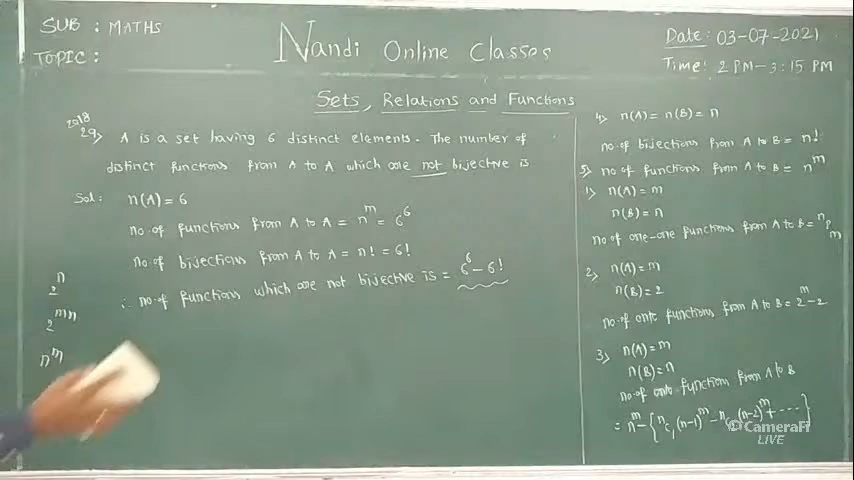 SUB : MATHS
TOPIC :
Nandi Online Classes
Date: 03-07-2021
Time: 2 PM-3:15 PM
Sets, Relations and Functions
2018
29) A is a set having 6 distinct elements. The number of
distinct functions from A to A which are not bijective is
Sol: n(A) = 6
no.of functions from A to A = n^m = 6^6
no.of bijections from A to A = n! = 6!
∴ no.of functions which are not bijective is = 6^6 - 6!
2^n
2^mn
n^m
4) n(A) = n(B) = n
no.of bijections from A to B = n!
5) no of functions from A to B = n^m
1) n(A) = m
n(B) = n
no.of one-one functions from A to B = nPm
2) n(A) = m
n(B) = 2
no.of onto functions from A to B = 2^m - 2
3) n(A) = m
n(B) = n
no.of onto functions from A to B
= n^m - {nC1 (n-1)^m - nC2 (n-2)^m + ----}
CameraFi
LIVE